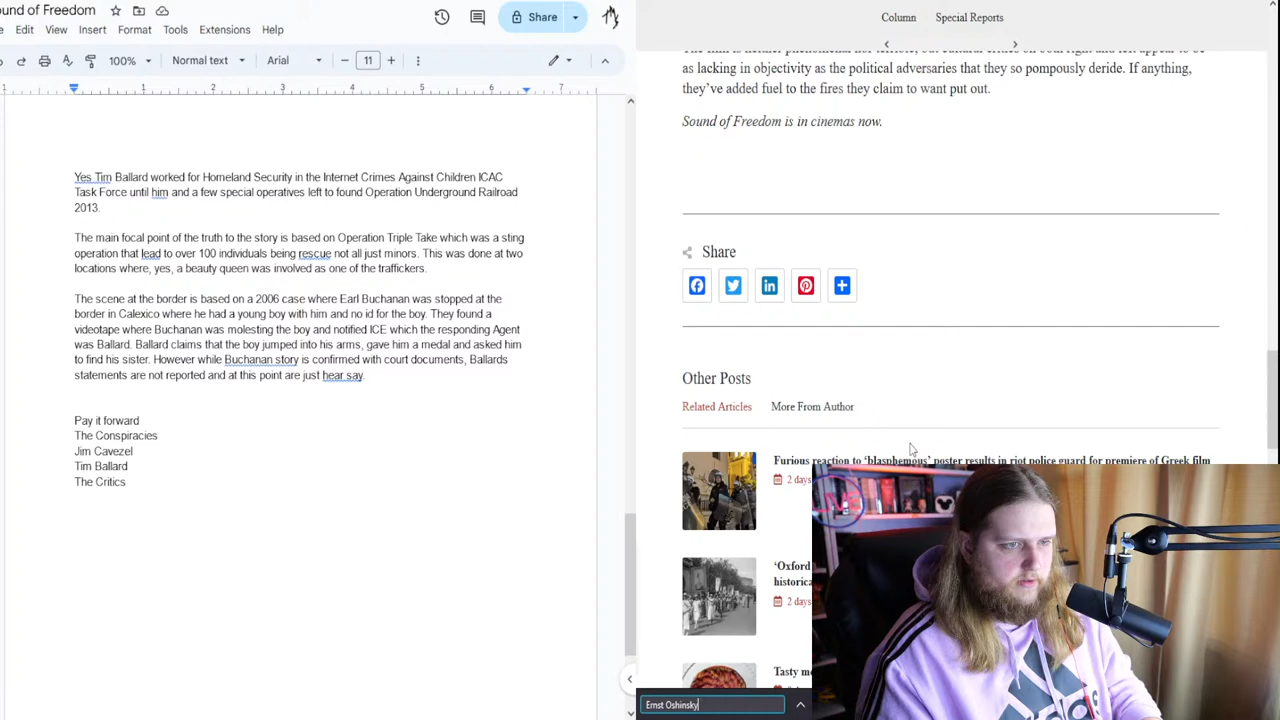 ound of Freedom
Edit View Insert Format Tools Extensions Help
Share
100% Normal text Arial 11
1 1 2 3 4 5 6 7
Yes Tim Ballard worked for Homeland Security in the Internet Crimes Against Children ICAC
Task Force until him and a few special operatives left to found Operation Underground Railroad
2013.
The main focal point of the truth to the story is based on Operation Triple Take which was a sting
operation that lead to over 100 individuals being rescue not all just minors. This was done at two
locations where, yes, a beauty queen was involved as one of the traffickers.
The scene at the border is based on a 2006 case where Earl Buchanan was stopped at the
border in Calexico where he had a young boy with him and no id for the boy. They found a
videotape where Buchanan was molesting the boy and notified ICE which the responding Agent
was Ballard. Ballard claims that the boy jumped into his arms, gave him a medal and asked him
to find his sister. However while Buchanan story is confirmed with court documents, Ballards
statements are not reported and at this point are just hear say.
Pay it forward
The Conspiracies
Jim Cavezel
Tim Ballard
The Critics
Column Special Reports
as lacking in objectivity as the political adversaries that they so pompously deride. If anything,
they've added fuel to the fires they claim to want put out.
Sound of Freedom is in cinemas now.
Share
Other Posts
Related Articles More From Author
Furious reaction to 'blasphemous' poster results in riot police guard for premiere of Greek film
2 days
'Oxford
historica
2 days
Tasty me
Ernst Oshinsky